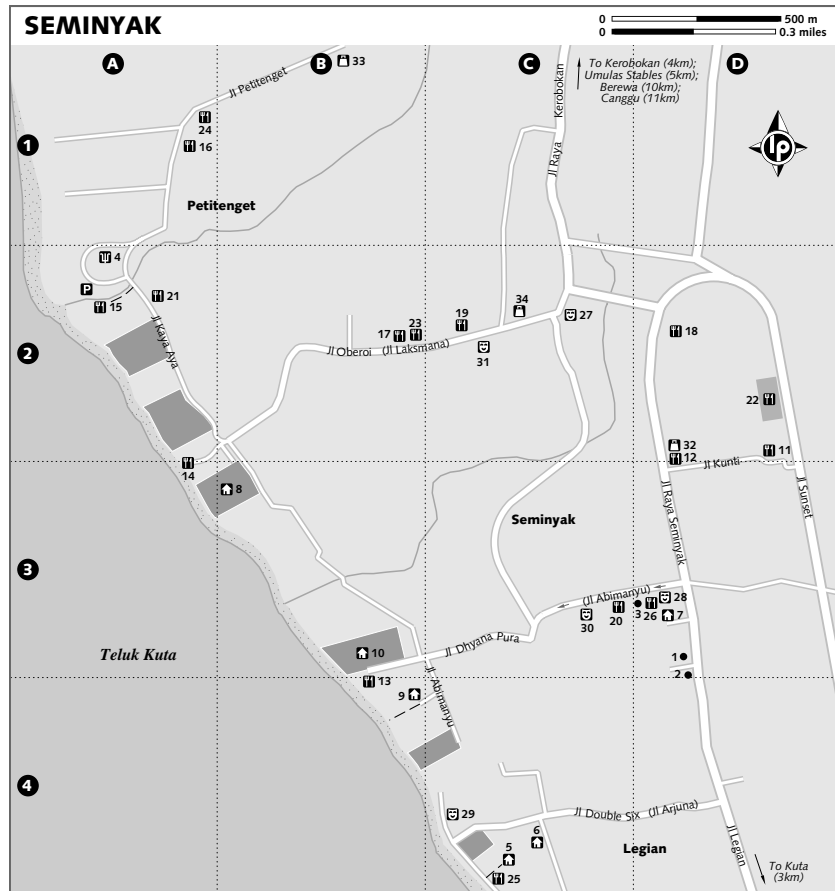 SEMINYAK
0 500 m
0 0.3 miles
A
B
C
D
1
2
3
4
To Kerobokan (4km);
Umulas Stables (5km);
Berewa (10km);
Canggu (11km)
lp
33
Jl Petitenget
24
16
Petitenget
Jl Raya Kerobokan
4
P
15
21
Jl Kaya Aya
17
23
19
34
27
31
Jl Oberoi (Jl Laksmana)
18
22
32
12
11
Jl Kunti
Jl Sunset
14
8
Seminyak
Jl Raya Seminyak
(Jl Abimanyu)
28
3
26
7
20
30
Jl Dhyana Pura
Teluk Kuta
10
1
2
13
9
Jl Abimanyu
29
Jl Double Six (Jl Arjuna)
6
5
25
Legian
Jl Legian
To Kuta
(3km)